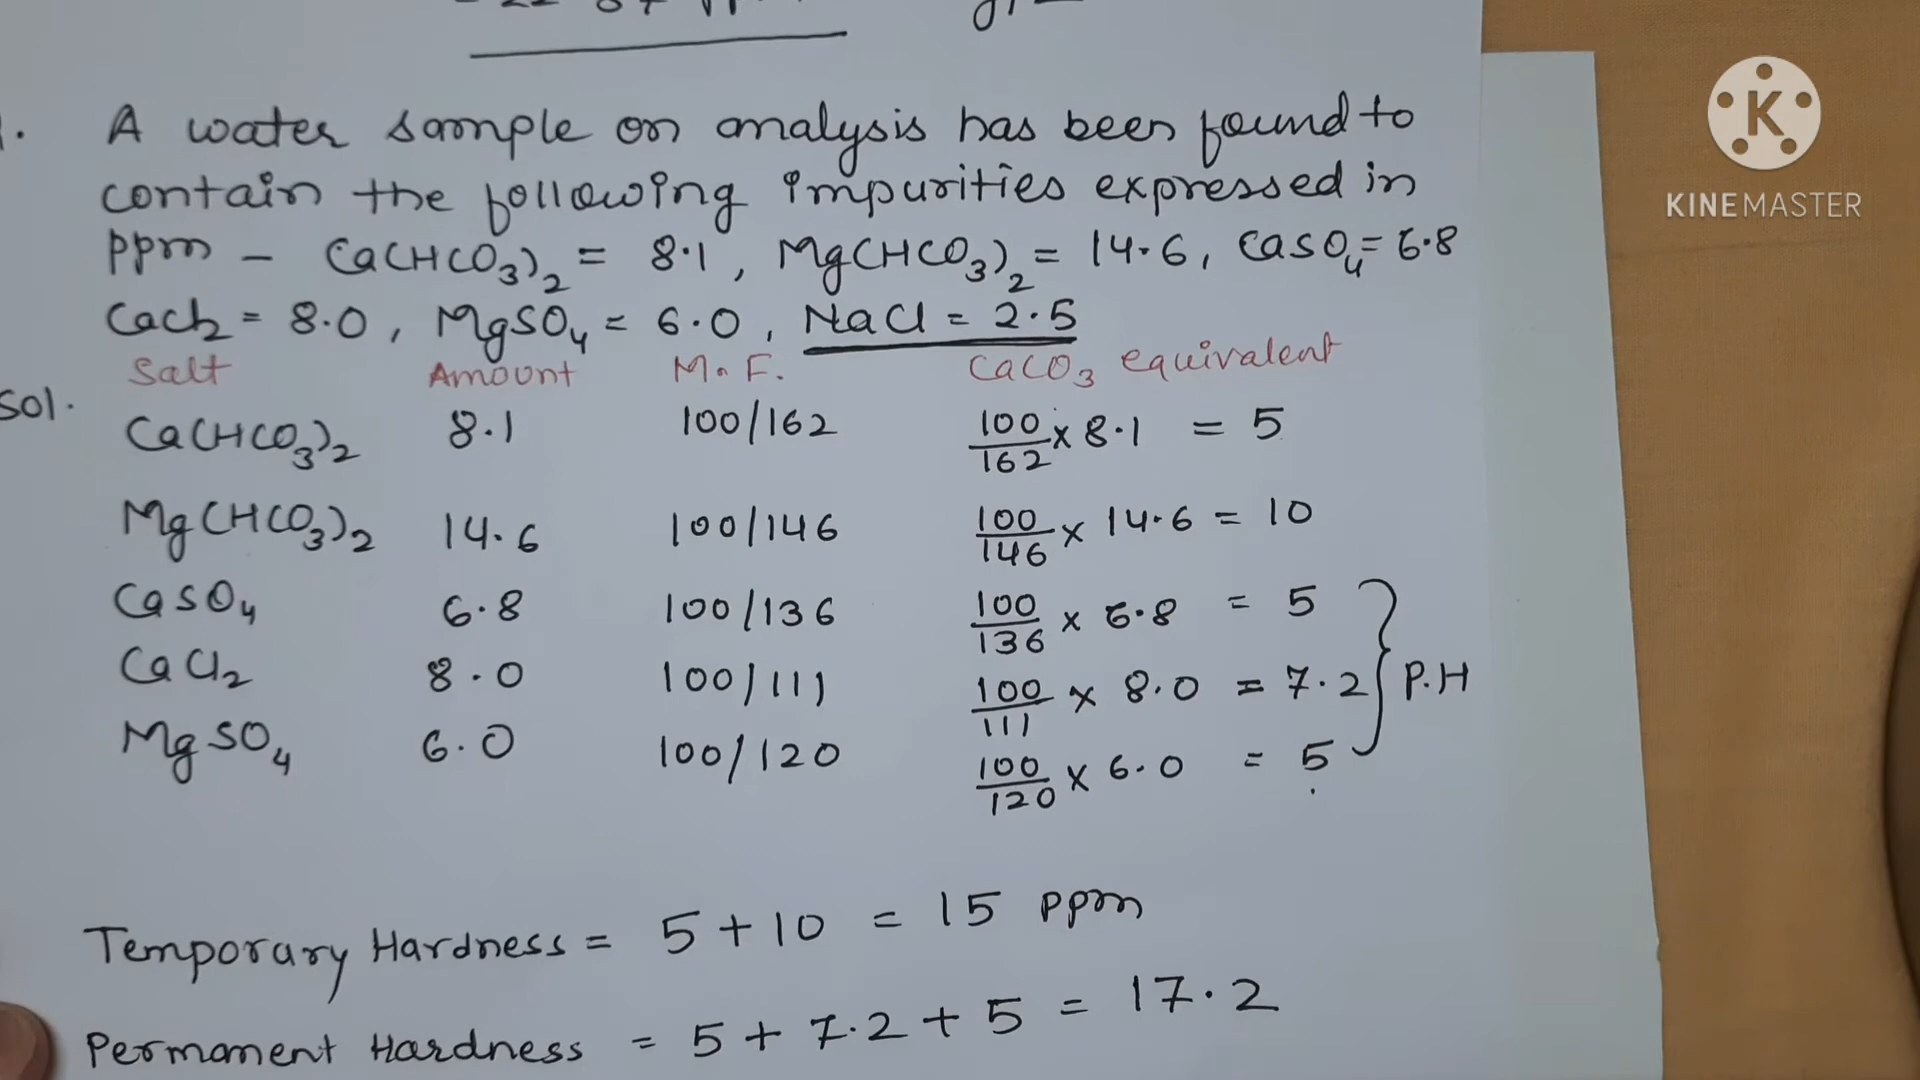 A water sample on analysis has been found to
contain the following impurities expressed in
ppm - Ca(HCO3)2 = 8.1, Mg(HCO3)2 = 14.6, CaSO4 = 6.8
CaCl2 = 8.0, MgSO4 = 6.0, NaCl = 2.5
Salt Amount M.F. CaCO3 equivalent
Sol.
Ca(HCO3)2 8.1 100/162 100/162 x 8.1 = 5
Mg(HCO3)2 14.6 100/146 100/146 x 14.6 = 10
CaSO4 6.8 100/136 100/136 x 6.8 = 5
CaCl2 8.0 100/111 100/111 x 8.0 = 7.2 P.H
MgSO4 6.0 100/120 100/120 x 6.0 = 5
Temporary Hardness = 5 + 10 = 15 ppm
Permanent Hardness = 5 + 7.2 + 5 = 17.2
K
KINEMASTER